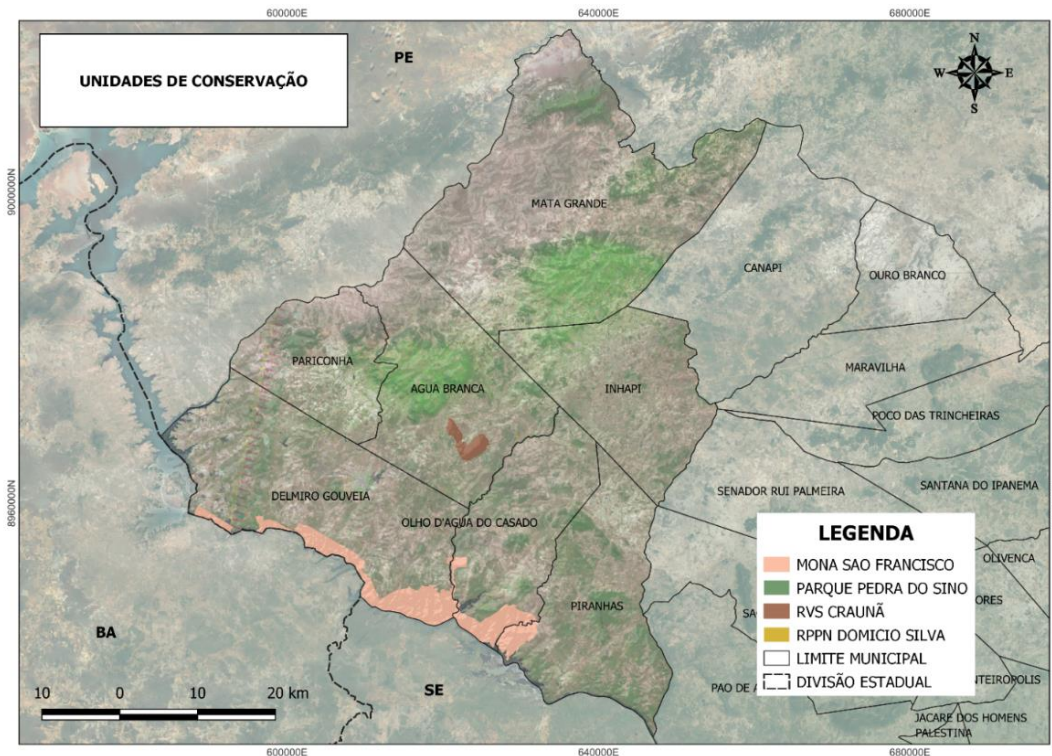 600000E 640000E 680000E
UNIDADES DE CONSERVAÇÃO
PE
N
W E
S
9000000N
MATA GRANDE
CANAPI
OURO BRANCO
PARICONHA
AGUA BRANCA
INHAPI
MARAVILHA
POCO DAS TRINCHEIRAS
8960000N
DELMIRO GOUVEIA
OLHO D'AGUA DO CASADO
SENADOR RUI PALMEIRA
SANTANA DO IPANEMA
LEGENDA
MONA SAO FRANCISCO
PARQUE PEDRA DO SINO
RVS CRAUNÃ
RPPN DOMICIO SILVA
LIMITE MUNICIPAL
DIVISÃO ESTADUAL
OLIVENCA
ORES
PIRANHAS
BA
SE
PAO DE A
NTEIROPOLIS
JACARE DOS HOMENS
PALESTINA
10 0 10 20 km
600000E 640000E 680000E